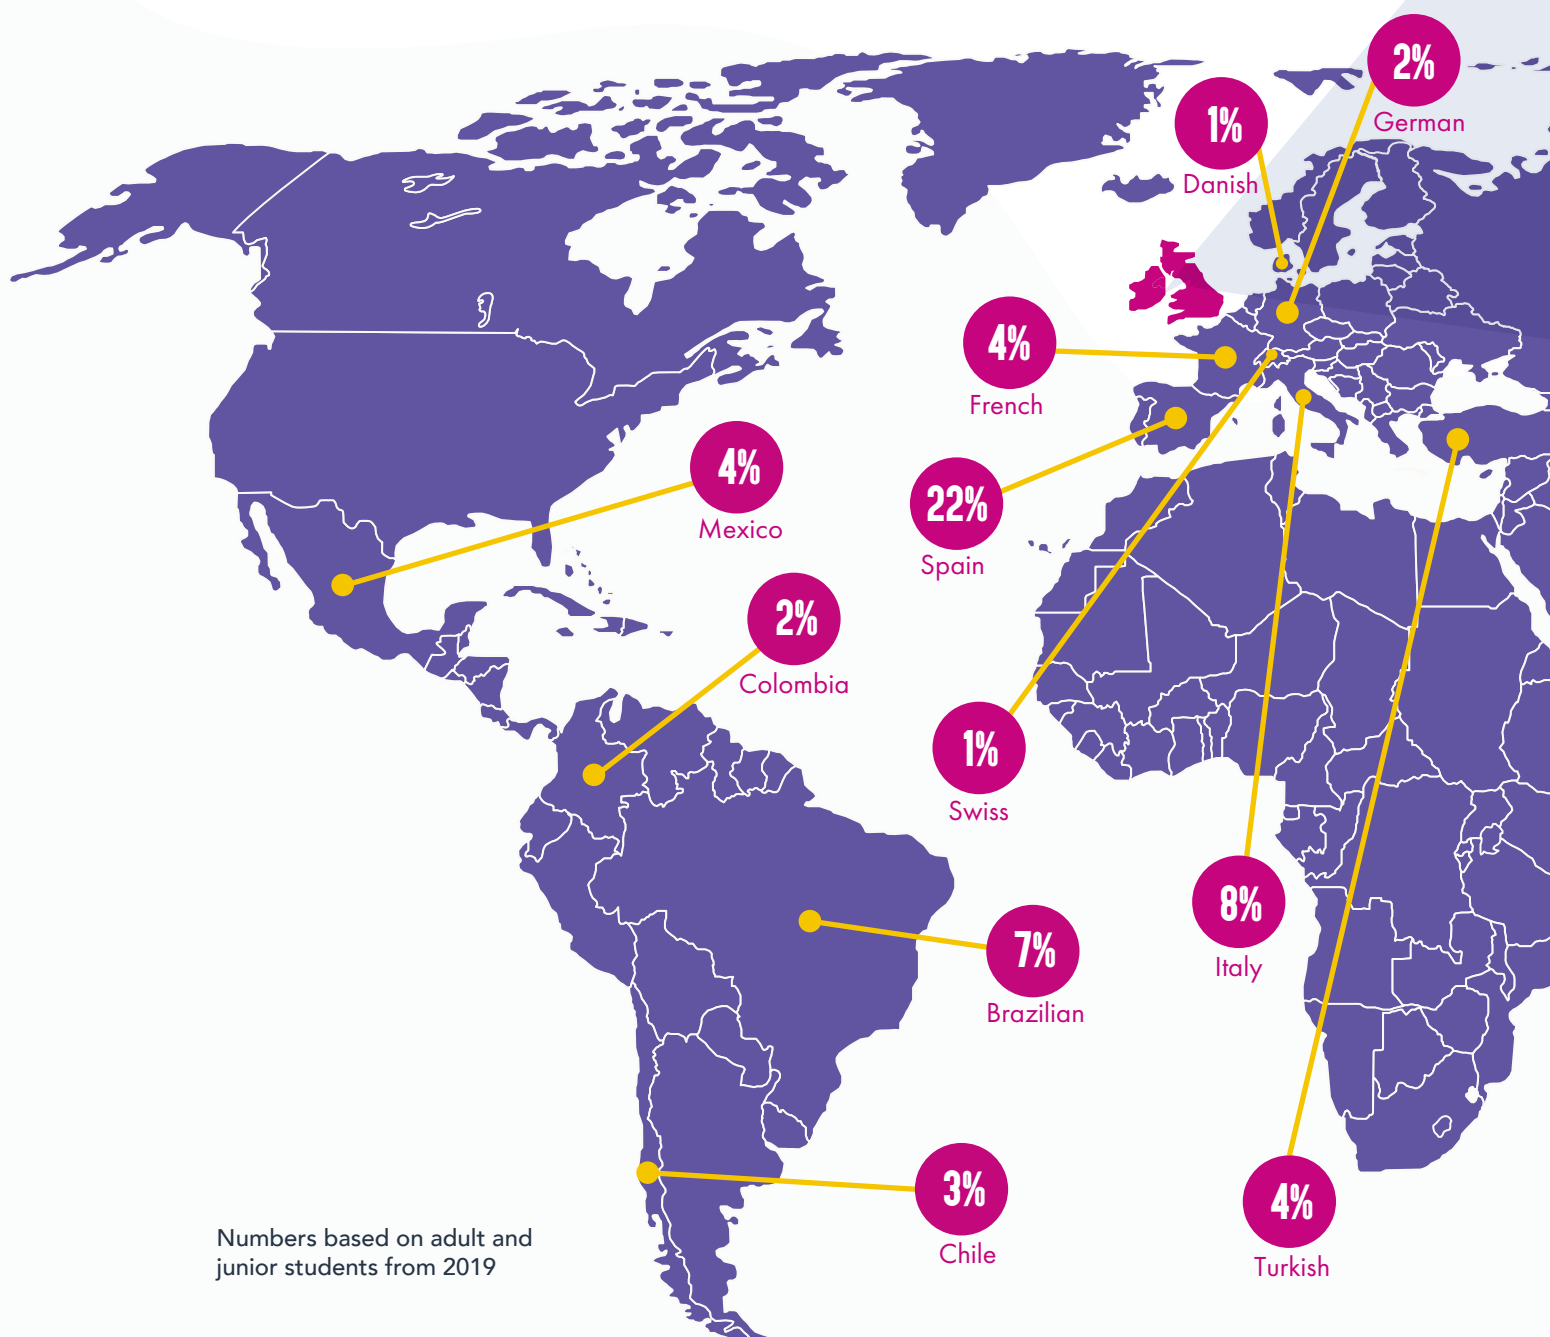 2%
German
1%
Danish
4%
French
4%
Mexico
22%
Spain
2%
Colombia
1%
Swiss
8%
Italy
7%
Brazilian
3%
Chile
4%
Turkish
Numbers based on adult and
junior students from 2019